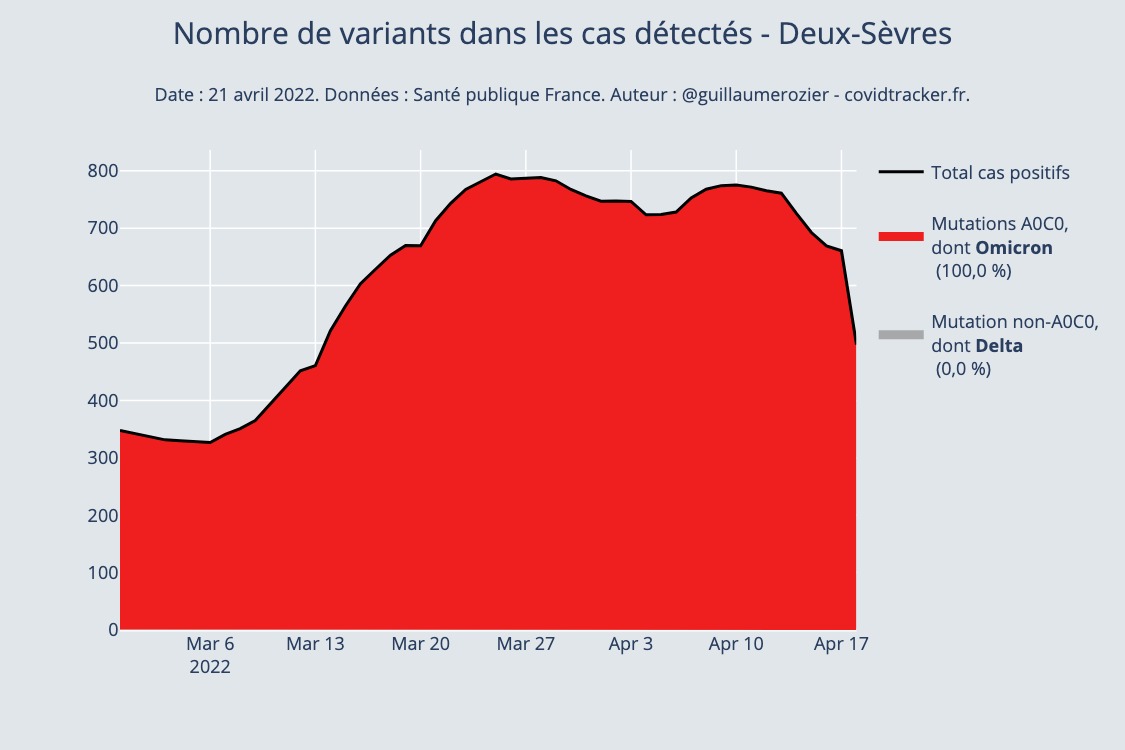 Nombre de variants dans les cas détectés - Deux-Sèvres
Date : 21 avril 2022. Données : Santé publique France. Auteur : @guillaumerozier - covidtracker.fr.
800
700
600
500
400
300
200
100
0
Mar 6
2022
Mar 13
Mar 20
Mar 27
Apr 3
Apr 10
Apr 17
Total cas positifs
Mutations A0C0,
dont Omicron
(100,0 %)
Mutation non-A0C0,
dont Delta
(0,0 %)